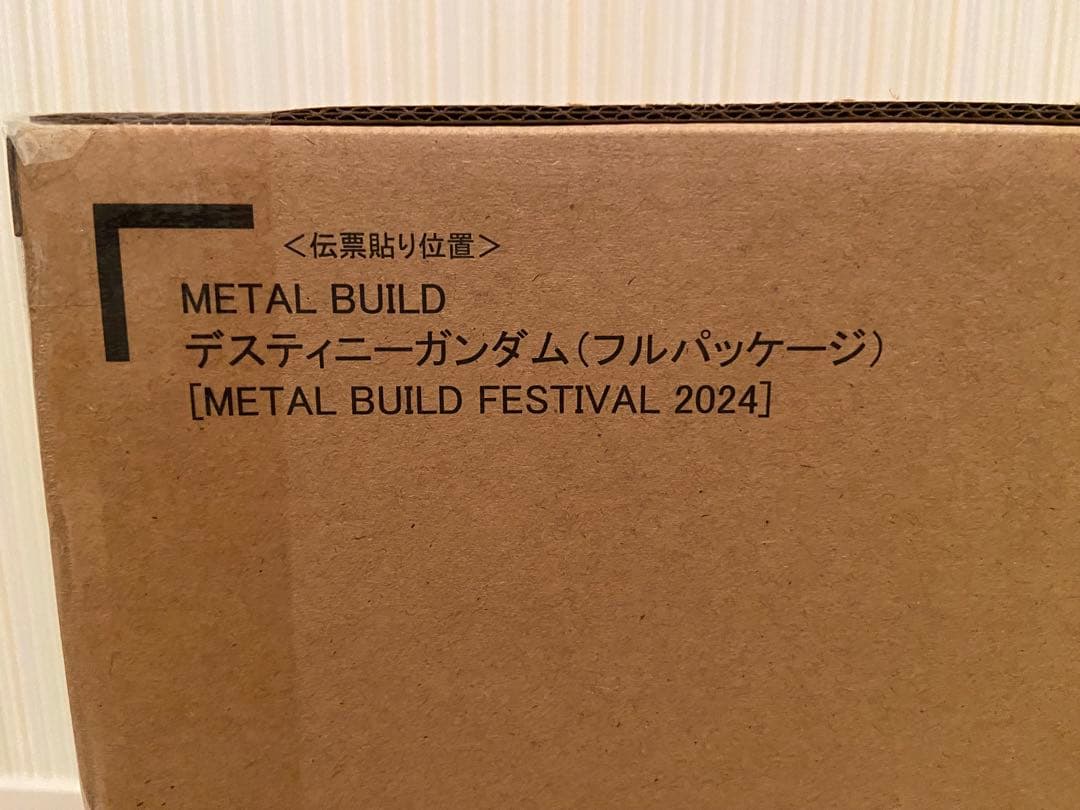 <伝票貼り位置>
METAL BUILD
デスティニーガンダム(フルパッケージ)
[METAL BUILD FESTIVAL 2024]